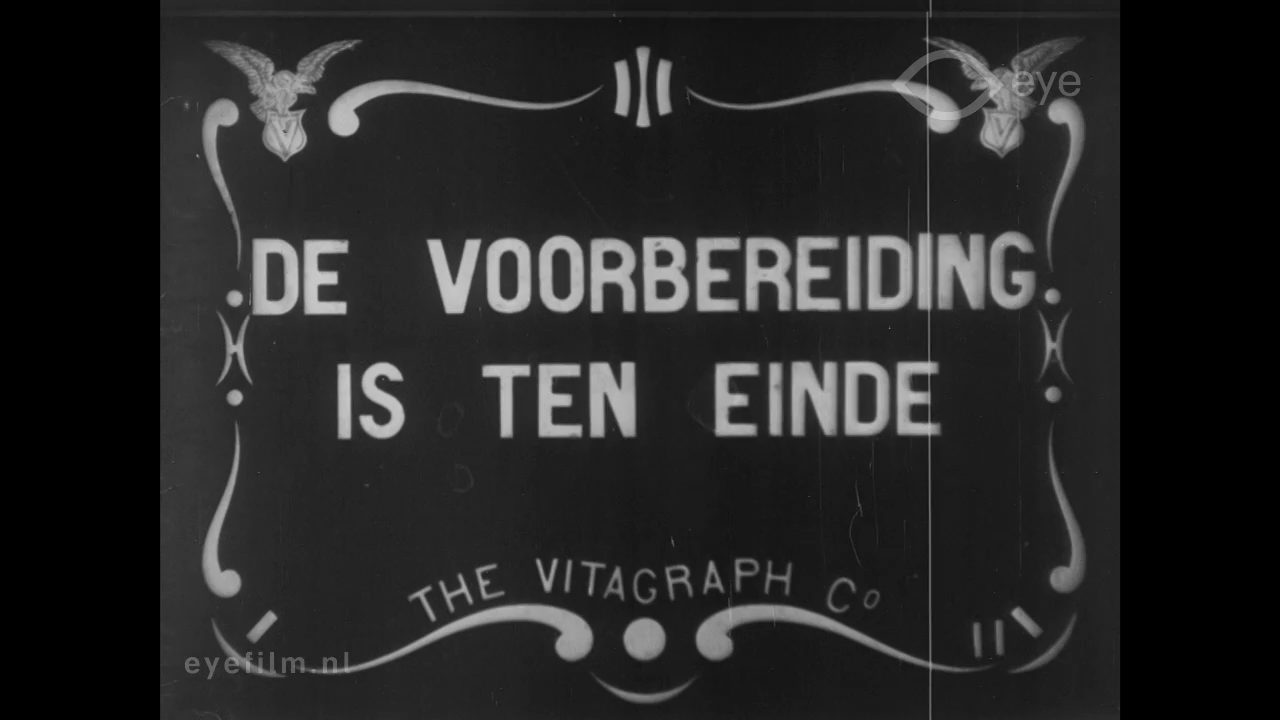 eye
DE VOORBEREIDING
IS TEN EINDE
THE VITAGRAPH Co
eyefilm.nl